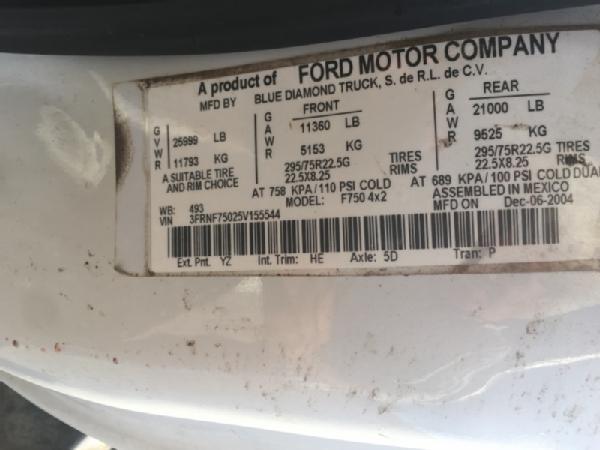 A product of FORD MOTOR COMPANY
MFD BY BLUE DIAMOND TRUCK, S. de R.L. de C.V.
GVWR 25999 LB
11793 KG
A SUITABLE TIRE
AND RIM CHOICE
FRONT
GAWR 11360 LB
5153 KG
295/75R22.5G TIRES
22.5X8.25 RIMS
AT 758 KPA/110 PSI COLD
REAR
GAWR 21000 LB
9525 KG
295/75R22.5G TIRES
22.5X8.25 RIMS
AT 689 KPA/100 PSI COLD DUAL
MODEL: F750 4x2
ASSEMBLED IN MEXICO
MFD ON Dec-06-2004
WB: 493
VIN 3FRNF75025V155544
Ext. Pnt. YZ Int. Trim: HE Axle: 5D Tran: P